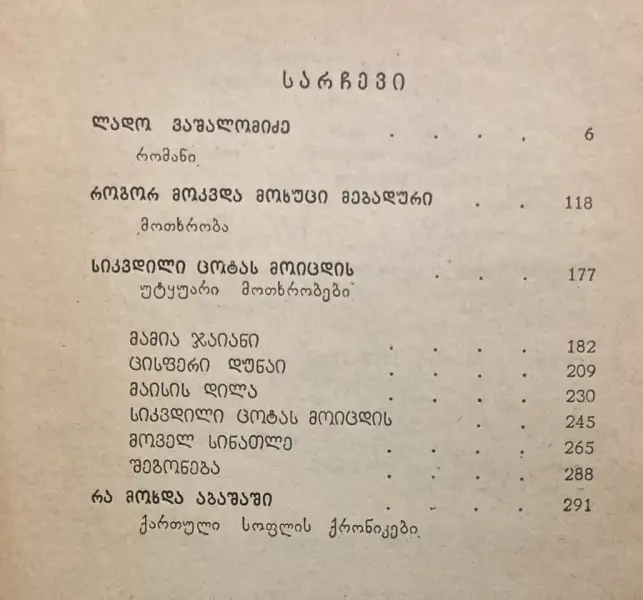 სარჩევი
ლადო ვაშალომიძე . . . . 6
რომანი.
როგორ მოკვდა მოხუცი მებადური . . 118
მოთხრობა
სიკვდილი ცოტას მოიცდის . . . 177
უტყუარი მოთხრობები
მამია ჯაიანი . . . . 182
ცისფერი დუნაი . . . . 209
მაისის დილა . . . . 230
სიკვდილი ცოტას მოიცდის . . 245
მოველ სინათლე . . . . 265
შეგონება . . . . 288
რა მოხდა აბაშაში . . . . 291
ქართული სოფლის ქრონიკები.